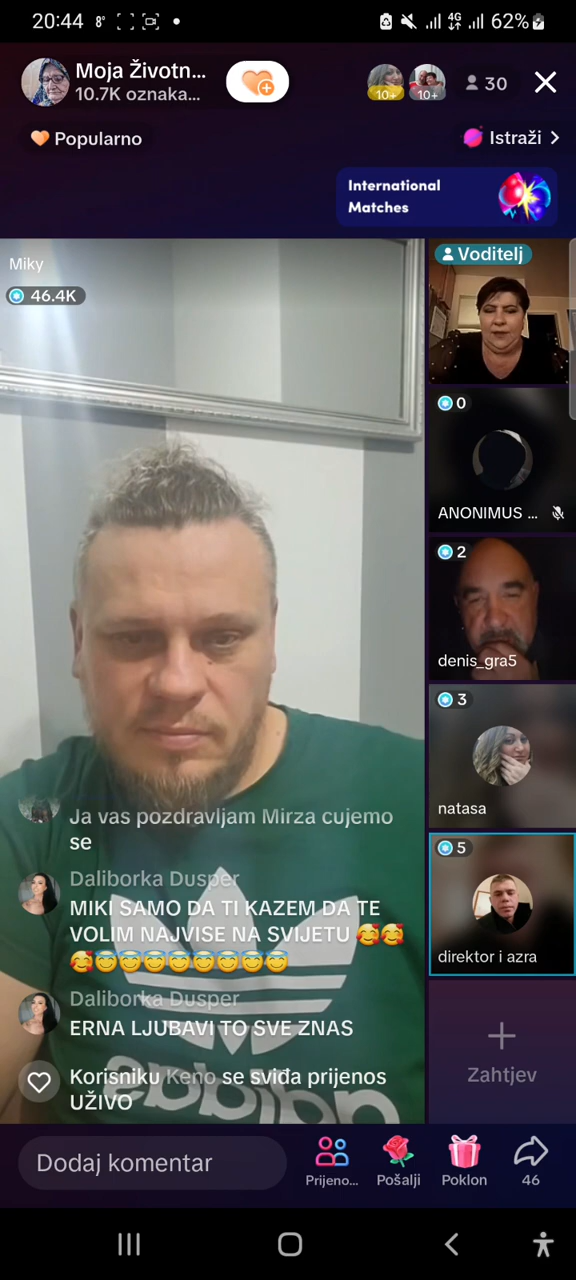 20:44 8° 4G 62%
Moja Životn...
10.7K oznaka...
10+ 10+ 30
Popularno
Istraži
International
Matches
Miky
46.4K
Voditelj
0
ANONIMUS ...
2
denis_gra5
3
natasa
5
direktor i azra
Zahtjev
Ja vas pozdravljam Mirza cujemo
se
Daliborka Dusper
MIKI SAMO DA TI KAZEM DA TE
VOLIM NAJVISE NA SVIJETU 🥰🥰
🥰😇😇😇😇😇😇😇😇
Daliborka Dusper
ERNA LJUBAVI TO SVE ZNAS
Korisniku Keno se sviđa prijenos
UŽIVO
adidas
Dodaj komentar
Prijeno...
Pošalji
Poklon
46